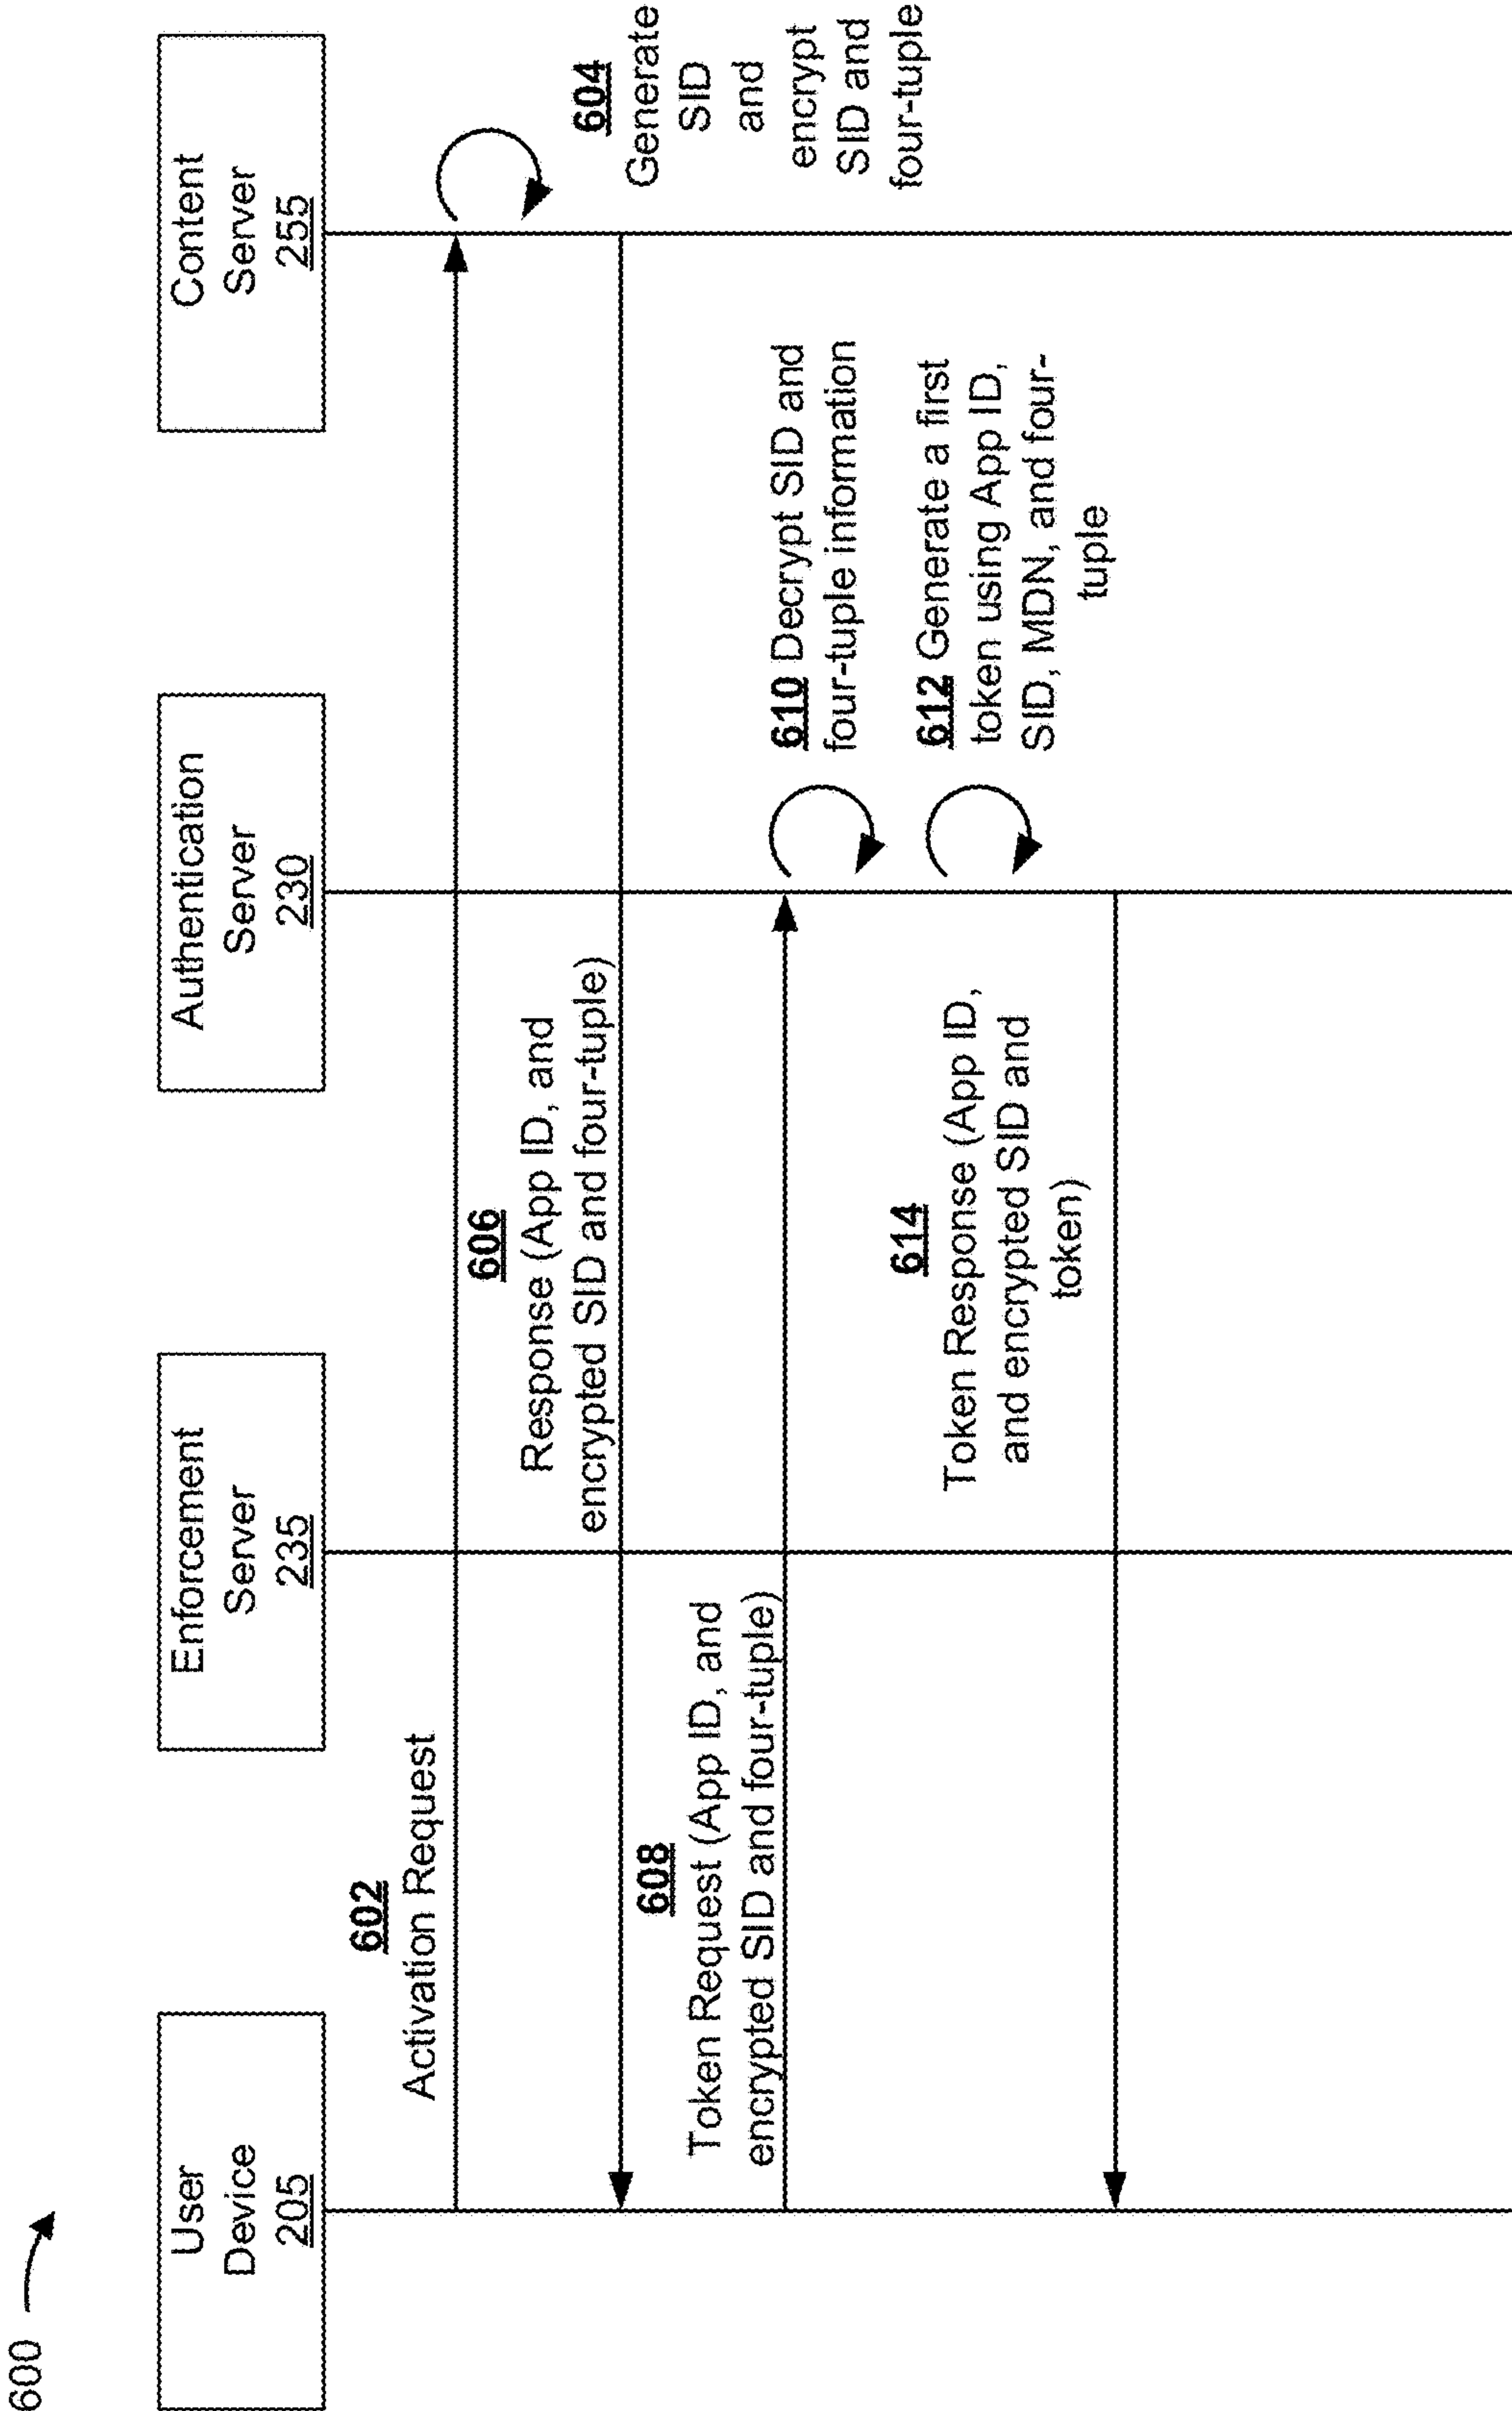 600
User
Device
205
Enforcement
Server
235
Authentication
Server
230
Content
Server
255
602
Activation Request
604
Generate
SID
and
encrypt
SID and
four-tuple
606
Response (App ID, and
encrypted SID and four-tuple)
608
Token Request (App ID, and
encrypted SID and four-tuple)
610 Decrypt SID and
four-tuple information
612 Generate a first
token using App ID,
SID, MDN, and four-
tuple
614
Token Response (App ID,
and encrypted SID and
token)